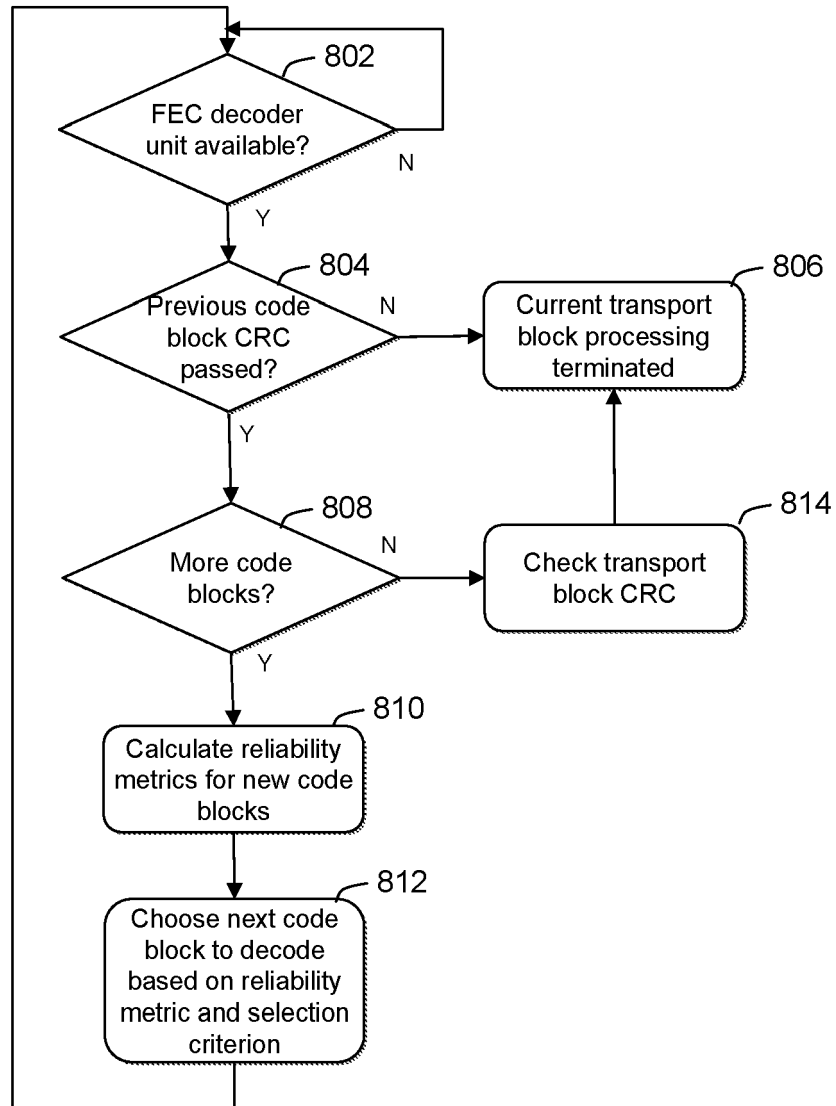 802
FEC decoder
unit available?
N
Y
804
Previous code
block CRC
passed?
N
Y
806
Current transport
block processing
terminated
808
More code
blocks?
N
Y
814
Check transport
block CRC
810
Calculate reliability
metrics for new code
blocks
812
Choose next code
block to decode
based on reliability
metric and selection
criterion